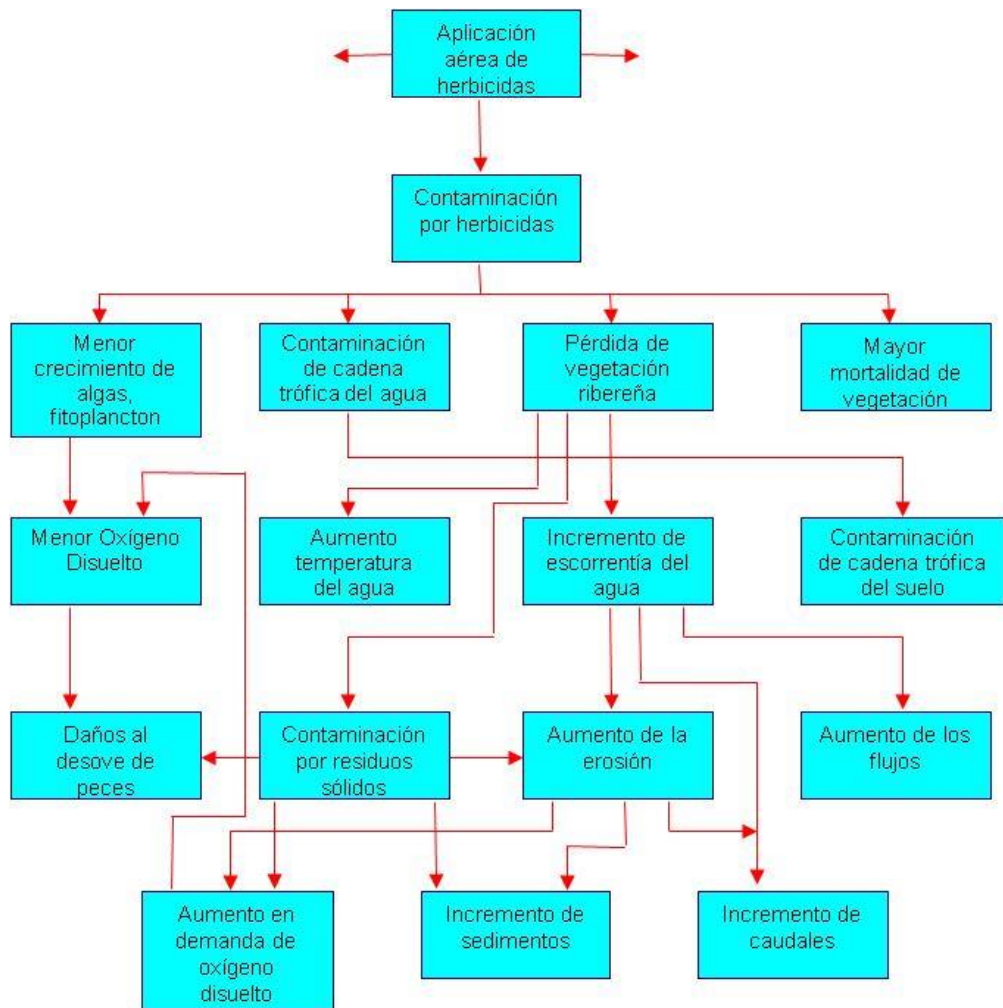 Aplicación
aérea de
herbicidas
Contaminación
por herbicidas
Menor
crecimiento de
algas,
fitoplancton
Contaminación
de cadena
trófica del agua
Pérdida de
vegetación
ribereña
Mayor
mortalidad de
vegetación
Menor Oxígeno
Disuelto
Aumento
temperatura
del agua
Incremento de
escorrentía del
agua
Contaminación
de cadena trófica
del suelo
Daños al
desove de
peces
Contaminación
por residuos
sólidos
Aumento de la
erosión
Aumento de los
flujos
Aumento en
demanda de
oxígeno
disuelto
Incremento de
sedimentos
Incremento de
caudales